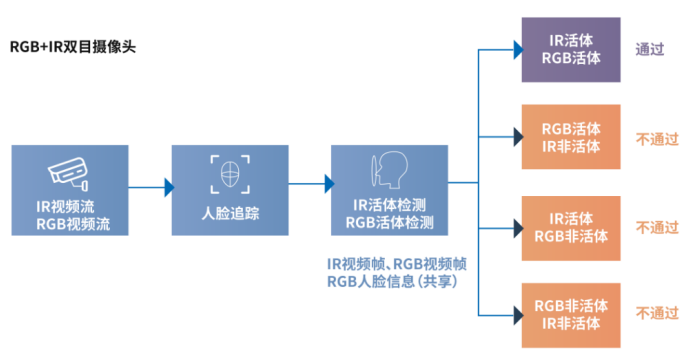 RGB+IR双目摄像头
IR视频流
RGB视频流
人脸追踪
IR活体检测
RGB活体检测
IR视频帧、RGB视频帧
RGB人脸信息（共享）
IR活体
RGB活体
通过
RGB活体
IR非活体
不通过
IR活体
RGB非活体
不通过
RGB非活体
IR非活体
不通过